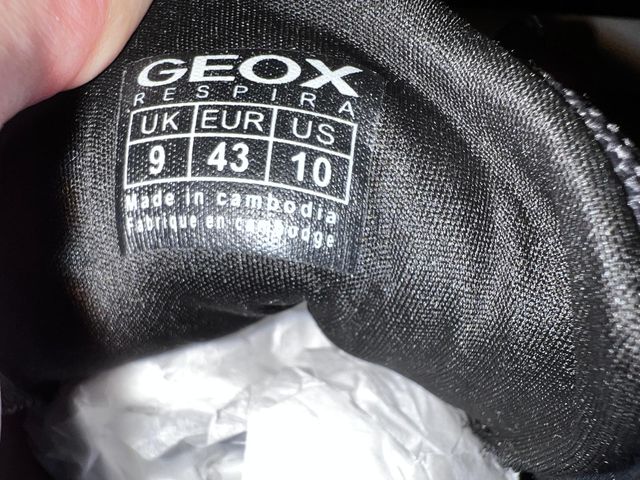 GEOX
RESPIRA
UK EUR US
9 43 10
Made in cambodia
Fabrique en cambodge